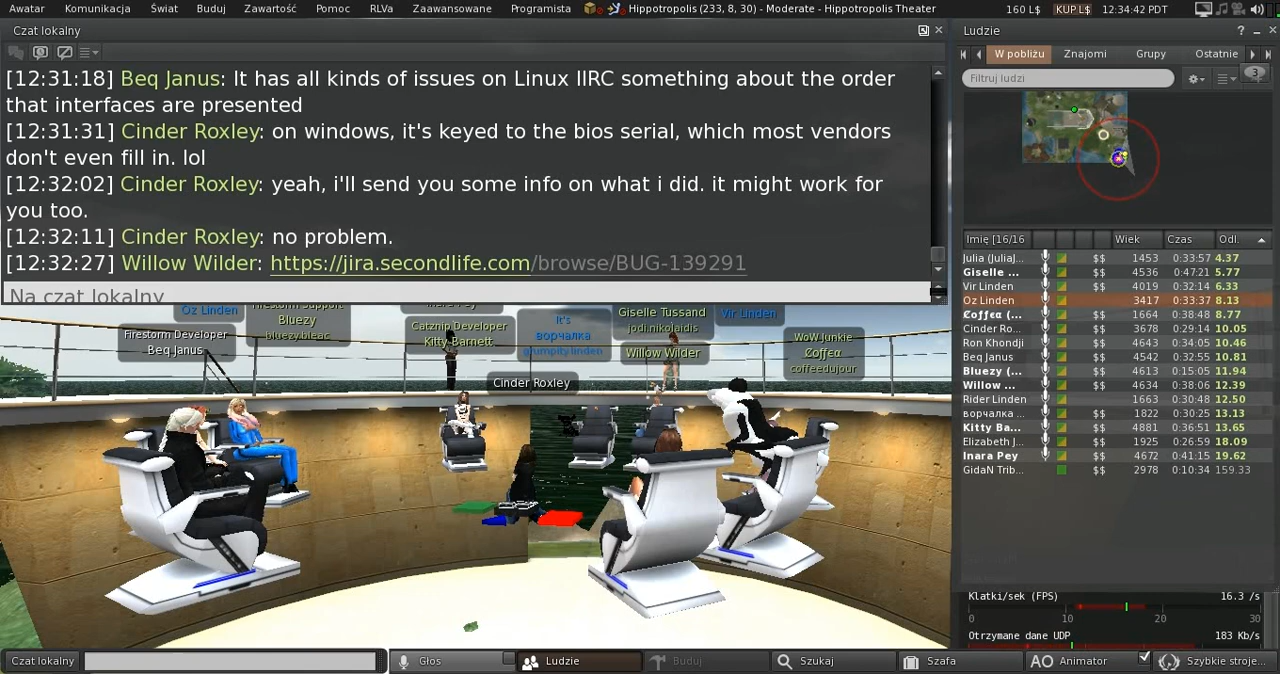 Awatar Komunikacja Świat Buduj Zawartość Pomoc RLVa Zaawansowane Programista Hippotropolis (233, 8, 30) - Moderate - Hippotropolis Theater 160 L$ KUP L$ 12:34:42 PDT
Czat lokalny
[12:31:18] Beq Janus: It has all kinds of issues on Linux IIRC something about the order
that interfaces are presented
[12:31:31] Cinder Roxley: on windows, it's keyed to the bios serial, which most vendors
don't even fill in. lol
[12:32:02] Cinder Roxley: yeah, i'll send you some info on what i did. it might work for
you too.
[12:32:11] Cinder Roxley: no problem.
[12:32:27] Willow Wilder: https://jira.secondlife.com/browse/BUG-139291
Na czat lokalny
Oz Linden
Firestorm Support
Bluezy
bluezy.bleac
Firestorm Developer
Beq Janus
Catznip Developer
Kitty Barnett
It's
ворчалка
grumpity.linden
Giselle Tussand
jodi.nikolaidis
Vir Linden
Willow Wilder
WoW Junkie
Coffee
coffeedujour
Cinder Roxley
Ludzie
W pobliżu Znajomi Grupy Ostatnie
Filtruj ludzi
3
Imię [16/16 Wiek Czas Odl.
Julia (JuliaJ... $$ 1453 0:33:57 4.37
Giselle ... $$ 4536 0:47:21 5.77
Vir Linden $$ 4019 0:32:14 6.33
Oz Linden 3417 0:33:37 8.13
Coffee (... $$ 1664 0:38:48 8.77
Cinder Ro... $$ 3678 0:29:14 10.05
Ron Khondji $$ 4643 0:34:05 10.46
Beq Janus $$ 4542 0:32:55 10.81
Bluezy (... $$ 4613 0:15:05 11.94
Willow ... $$ 4634 0:38:06 12.39
Rider Linden 1663 0:30:48 12.50
ворчалка ... $$ 1822 0:30:25 13.13
Kitty Ba... $$ 4881 0:36:51 13.65
Elizabeth J... $$ 1925 0:26:59 18.09
Inara Pey $$ 4672 0:41:15 19.62
GidaN Trib... $$ 2978 0:10:34 159.33
Klatki/sek (FPS) 16.3 /s
0 10 20 30
Otrzymane dane UDP 183 Kb/s
Czat lokalny Głos Ludzie Buduj Szukaj Szafa AO Animator Szybkie stroje...